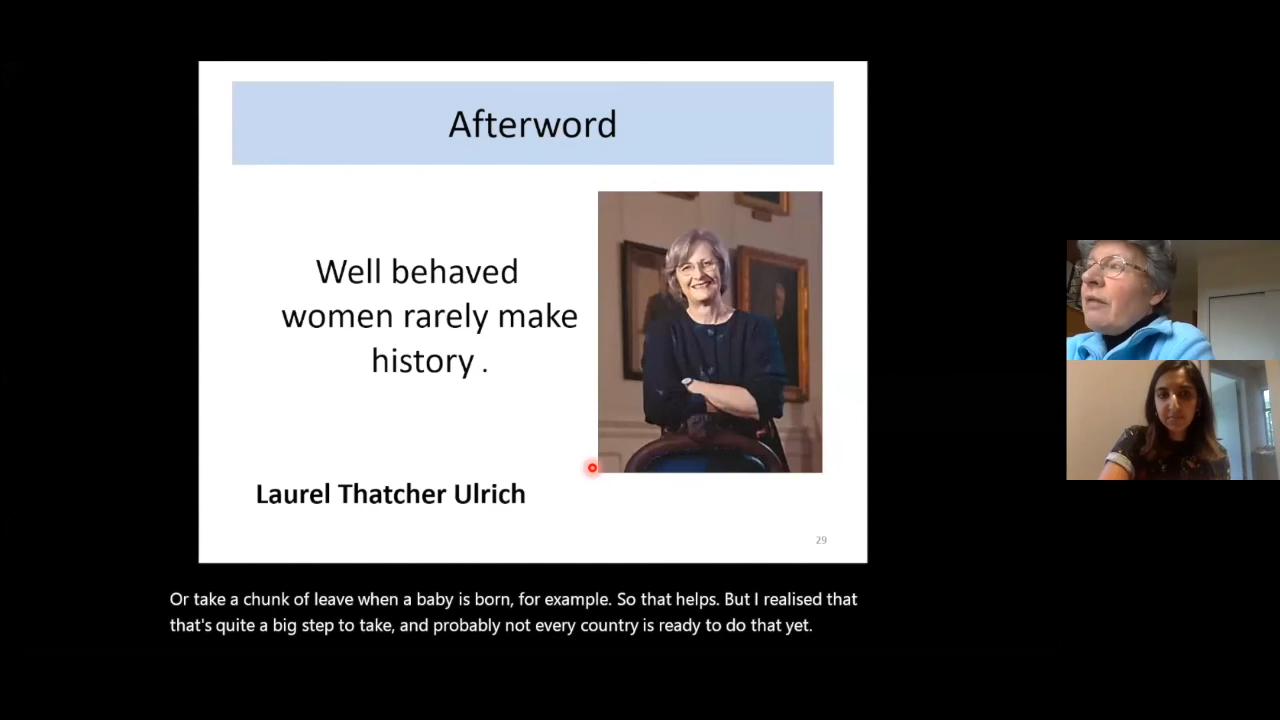 Afterword
Well behaved
women rarely make
history .
Laurel Thatcher Ulrich
29
Or take a chunk of leave when a baby is born, for example. So that helps. But I realised that
that's quite a big step to take, and probably not every country is ready to do that yet.